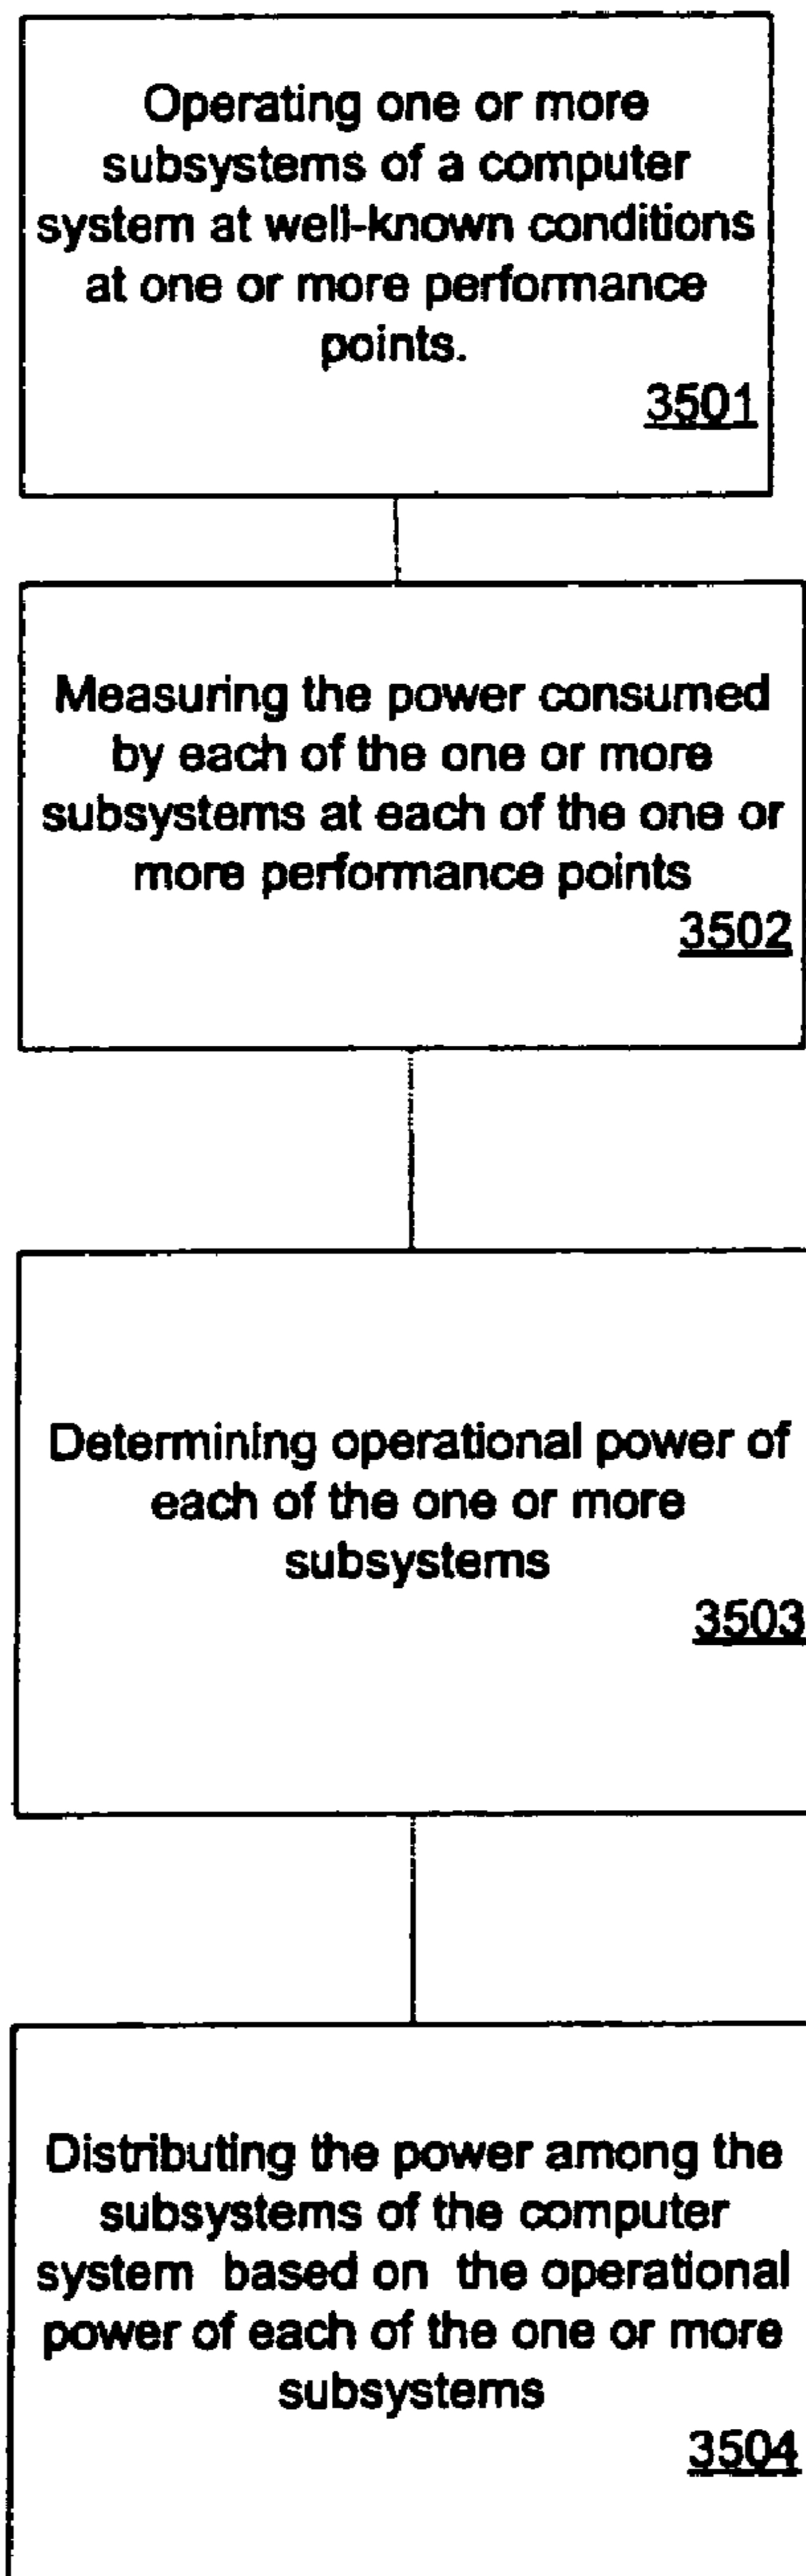 Operating one or more
subsystems of a computer
system at well-known conditions
at one or more performance
points.
3501
Measuring the power consumed
by each of the one or more
subsystems at each of the one or
more performance points
3502
Determining operational power of
each of the one or more
subsystems
3503
Distributing the power among the
subsystems of the computer
system based on the operational
power of each of the one or more
subsystems
3504